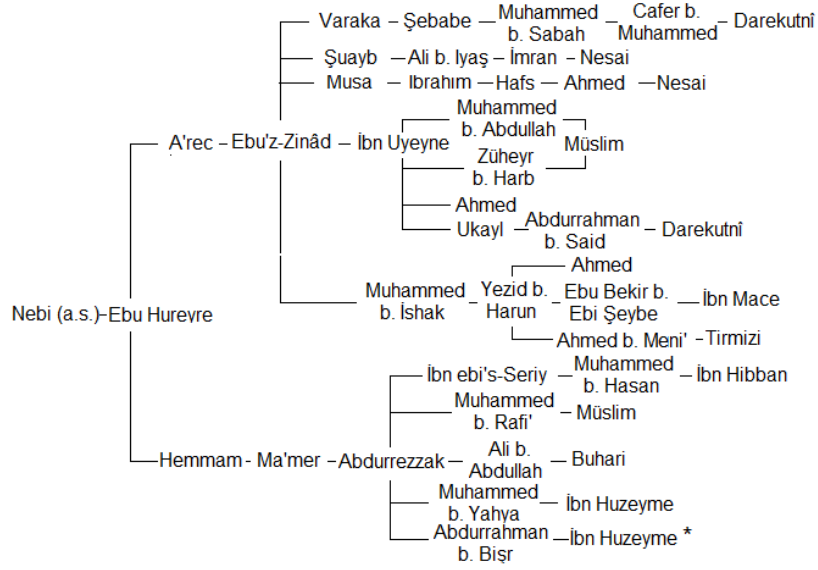 Varaka – Şebabe – Muhammed b. Sabah – Cafer b. Muhammed – Darekutnî
Şuayb – Ali b. Iyaş – İmran – Nesai
Musa – Ibrahım – Hafs – Ahmed – Nesai
Muhammed b. Abdullah
A'rec – Ebu'z-Zinâd – İbn Uyeyne
Müslim
Züheyr b. Harb
Ahmed
Ukayl – Abdurrahman b. Said – Darekutnî
Ahmed
Muhammed b. İshak – Yezid b. Harun – Ebu Bekir b. Ebi Şeybe – İbn Mace
Ahmed b. Meni' - Tirmizi
Nebi (a.s.)-Ebu Hureyre
İbn ebi's-Seriy – Muhammed b. Hasan – İbn Hibban
Muhammed b. Rafi' – Müslim
Hemmam - Ma'mer – Abdurrezzak – Ali b. Abdullah – Buhari
Muhammed b. Yahya – İbn Huzeyme
Abdurrahman b. Bişr – İbn Huzeyme *